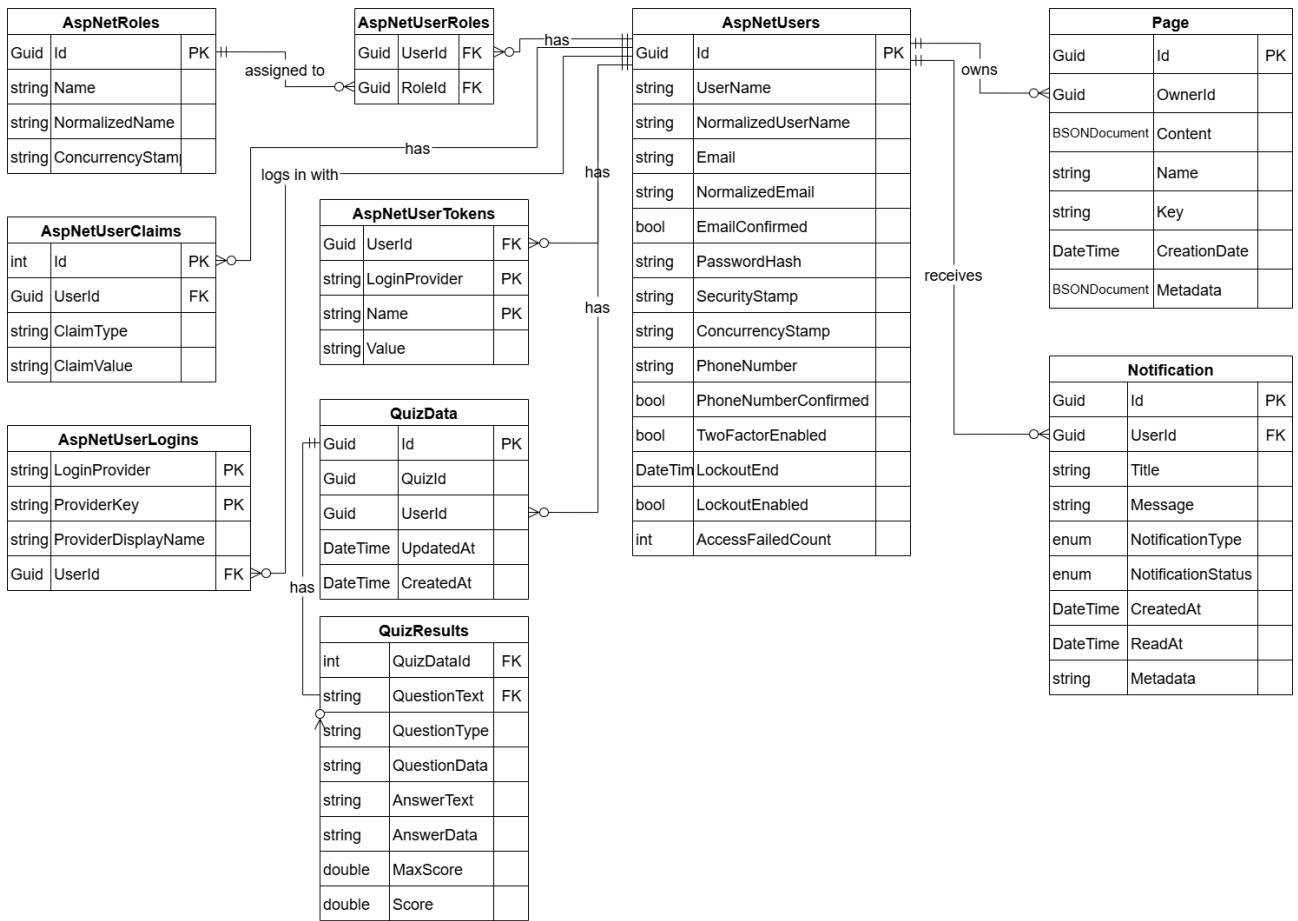 AspNetRoles
Guid Id PK
string Name
string NormalizedName
string ConcurrencyStamp
AspNetUserRoles
Guid UserId FK
Guid RoleId FK
AspNetUsers
Guid Id PK
string UserName
string NormalizedUserName
string Email
string NormalizedEmail
bool EmailConfirmed
string PasswordHash
string SecurityStamp
string ConcurrencyStamp
string PhoneNumber
bool PhoneNumberConfirmed
bool TwoFactorEnabled
DateTim LockoutEnd
bool LockoutEnabled
int AccessFailedCount
Page
Guid Id PK
Guid OwnerId
BSONDocument Content
string Name
string Key
DateTime CreationDate
BSONDocument Metadata
assigned to
has
owns
has
logs in with
has
receives
has
has
AspNetUserClaims
int Id PK
Guid UserId FK
string ClaimType
string ClaimValue
AspNetUserTokens
Guid UserId FK
string LoginProvider PK
string Name PK
string Value
AspNetUserLogins
string LoginProvider PK
string ProviderKey PK
string ProviderDisplayName
Guid UserId FK
QuizData
Guid Id PK
Guid QuizId
Guid UserId
DateTime UpdatedAt
DateTime CreatedAt
QuizResults
int QuizDataId FK
string QuestionText FK
string QuestionType
string QuestionData
string AnswerText
string AnswerData
double MaxScore
double Score
Notification
Guid Id PK
Guid UserId FK
string Title
string Message
enum NotificationType
enum NotificationStatus
DateTime CreatedAt
DateTime ReadAt
string Metadata